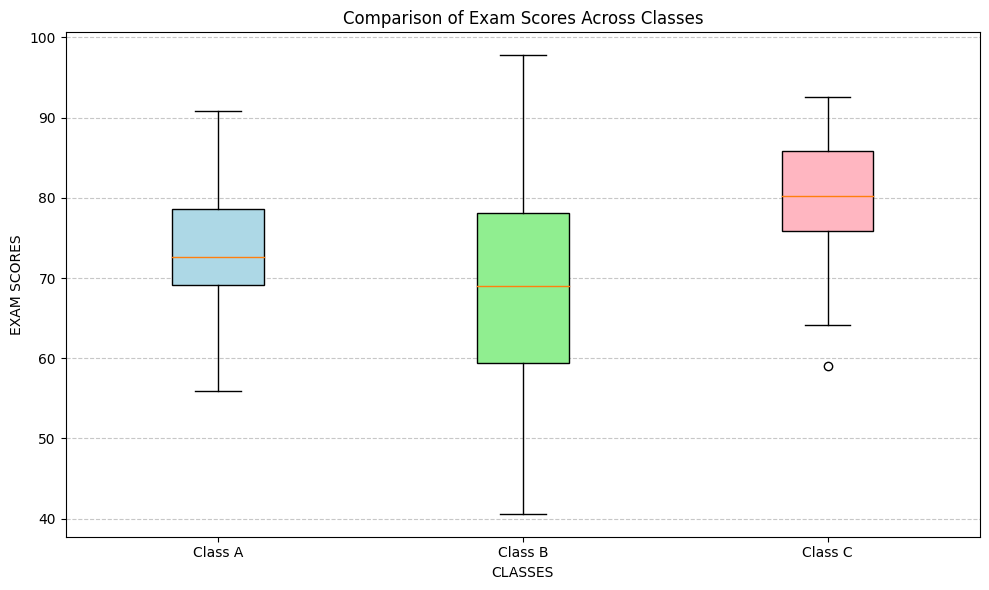 Comparison of Exam Scores Across Classes
EXAM SCORES
100
90
80
70
60
50
40
Class A
Class B
Class C
CLASSES